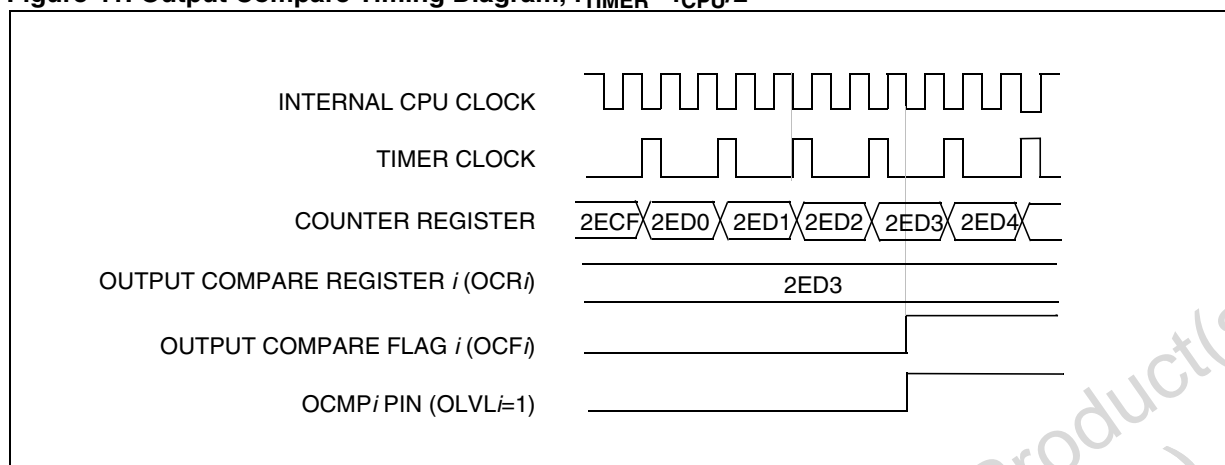 INTERNAL CPU CLOCK
TIMER CLOCK
COUNTER REGISTER 2ECF 2ED0 2ED1 2ED2 2ED3 2ED4
OUTPUT COMPARE REGISTER i (OCRi) 2ED3
OUTPUT COMPARE FLAG i (OCFi)
OCMPi PIN (OLVLi=1)